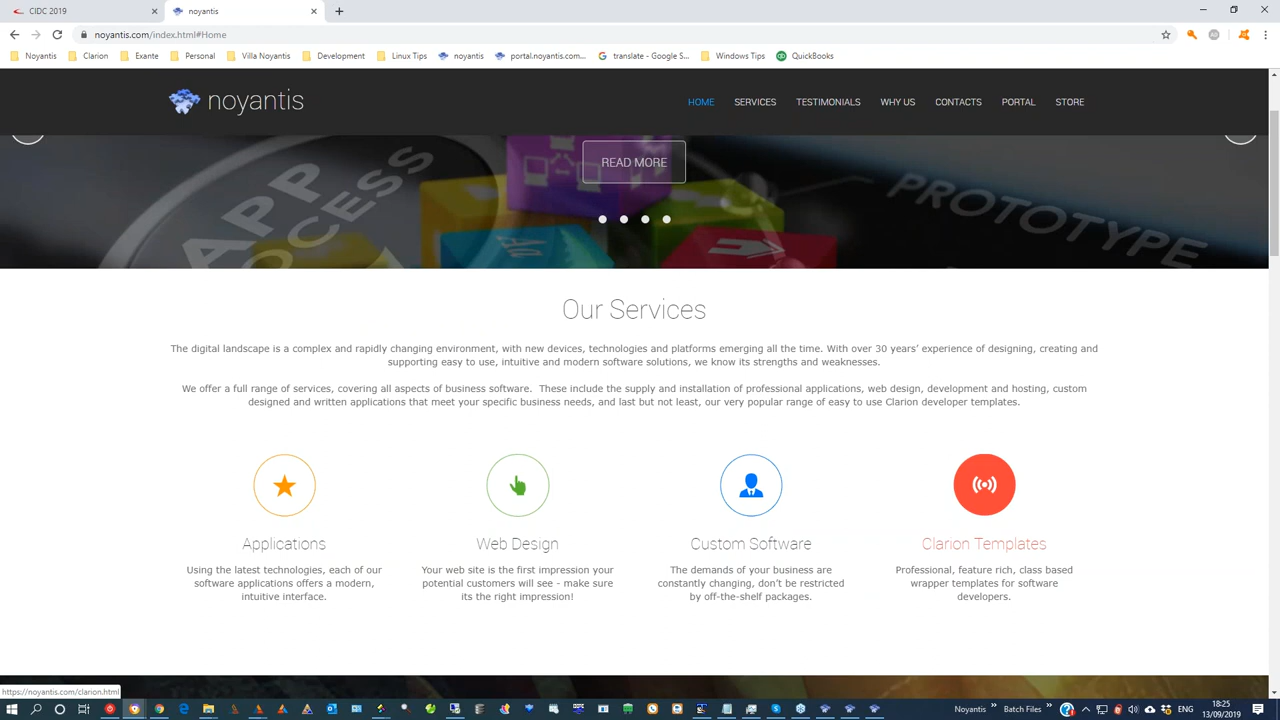 CIDC 2019
noyantis
noyantis.com/index.html#Home
Noyantis Clarion Exante Personal Villa Noyantis Development Linux Tips noyantis portal.noyantis.com... translate - Google S... Windows Tips QuickBooks
noyantis
HOME SERVICES TESTIMONIALS WHY US CONTACTS PORTAL STORE
READ MORE
APP
PROCESS
PROTOTYPE
Our Services
The digital landscape is a complex and rapidly changing environment, with new devices, technologies and platforms emerging all the time. With over 30 years' experience of designing, creating and
supporting easy to use, intuitive and modern software solutions, we know its strengths and weaknesses.
We offer a full range of services, covering all aspects of business software. These include the supply and installation of professional applications, web design, development and hosting, custom
designed and written applications that meet your specific business needs, and last but not least, our very popular range of easy to use Clarion developer templates.
Applications
Using the latest technologies, each of our
software applications offers a modern,
intuitive interface.
Web Design
Your web site is the first impression your
potential customers will see - make sure
its the right impression!
Custom Software
The demands of your business are
constantly changing, don't be restricted
by off-the-shelf packages.
Clarion Templates
Professional, feature rich, class based
wrapper templates for software
developers.
https://noyantis.com/clarion.html
Noyantis
Batch Files
ENG
18:25
13/09/2019